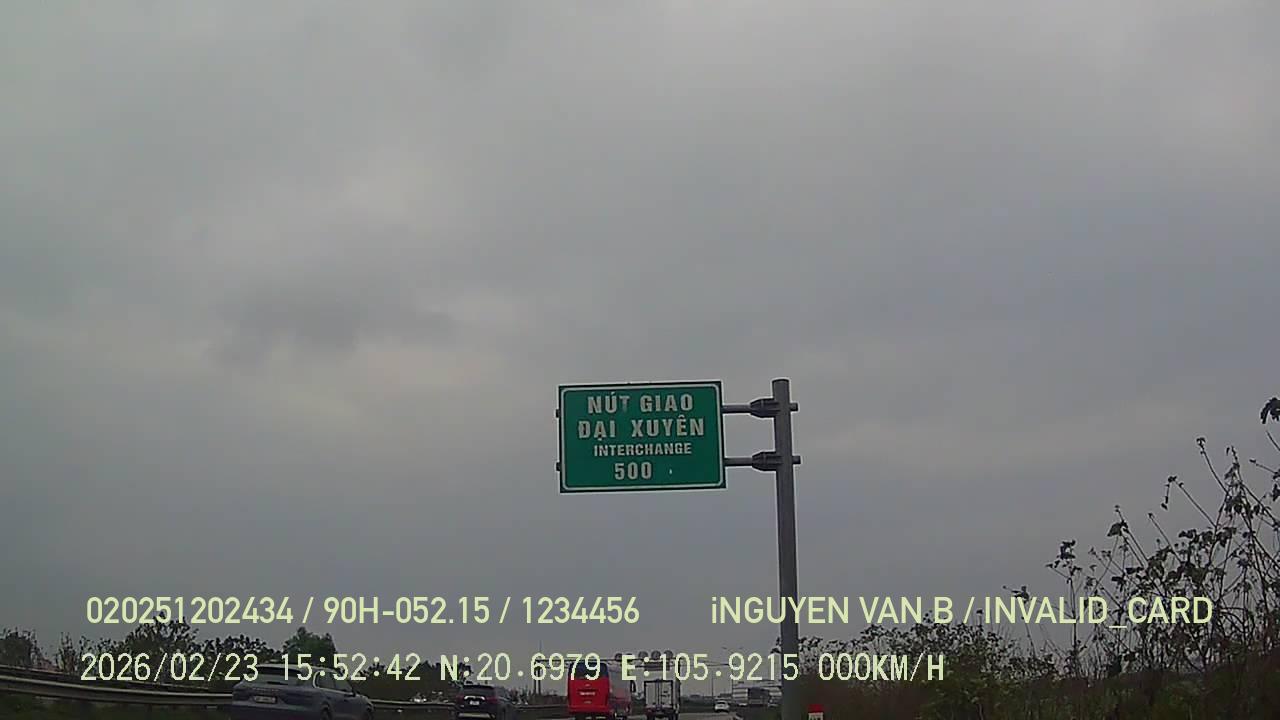 NÚT GIAO
ĐẠI XUYÊN
INTERCHANGE
500
020251202434 / 90H-052.15 / 1234456 iNGUYEN VAN B / INVALID_CARD
2026/02/23 15:52:42 N:20.6979 E:105.9215 000KM/H